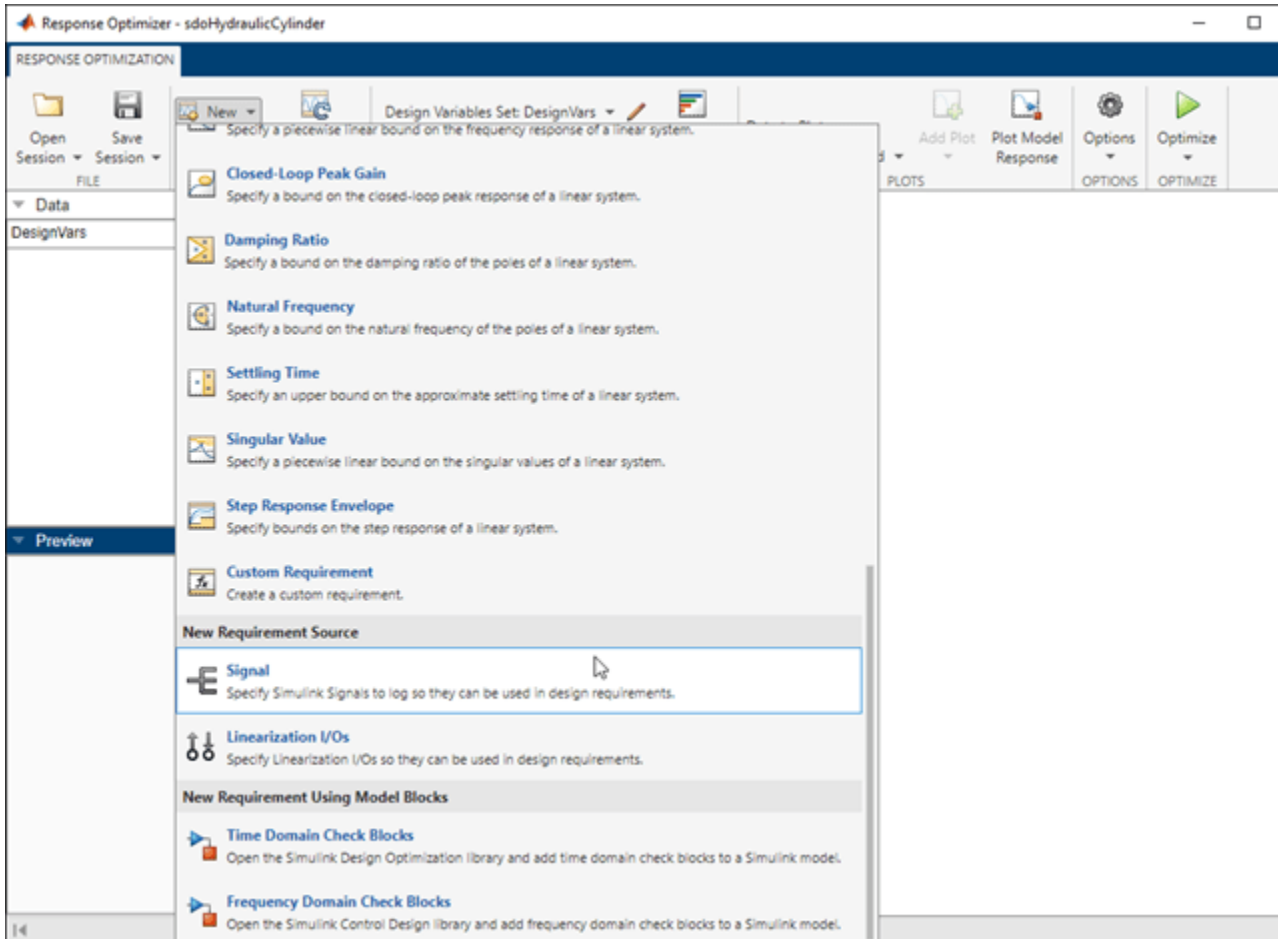 Response Optimizer - sdoHydraulicCylinder
RESPONSE OPTIMIZATION
New
Design Variables Set: DesignVars
Open
Session
Save
Session
FILE
Add Plot
Plot Model
Response
PLOTS
Options
OPTIONS
Optimize
OPTIMIZE
Data
DesignVars
Preview
Specify a piecewise linear bound on the frequency response of a linear system.
Closed-Loop Peak Gain
Specify a bound on the closed-loop peak response of a linear system.
Damping Ratio
Specify a bound on the damping ratio of the poles of a linear system.
Natural Frequency
Specify a bound on the natural frequency of the poles of a linear system.
Settling Time
Specify an upper bound on the approximate settling time of a linear system.
Singular Value
Specify a piecewise linear bound on the singular values of a linear system.
Step Response Envelope
Specify bounds on the step response of a linear system.
Custom Requirement
Create a custom requirement.
New Requirement Source
Signal
Specify Simulink Signals to log so they can be used in design requirements.
Linearization I/Os
Specify Linearization I/Os so they can be used in design requirements.
New Requirement Using Model Blocks
Time Domain Check Blocks
Open the Simulink Design Optimization library and add time domain check blocks to a Simulink model.
Frequency Domain Check Blocks
Open the Simulink Control Design library and add frequency domain check blocks to a Simulink model.